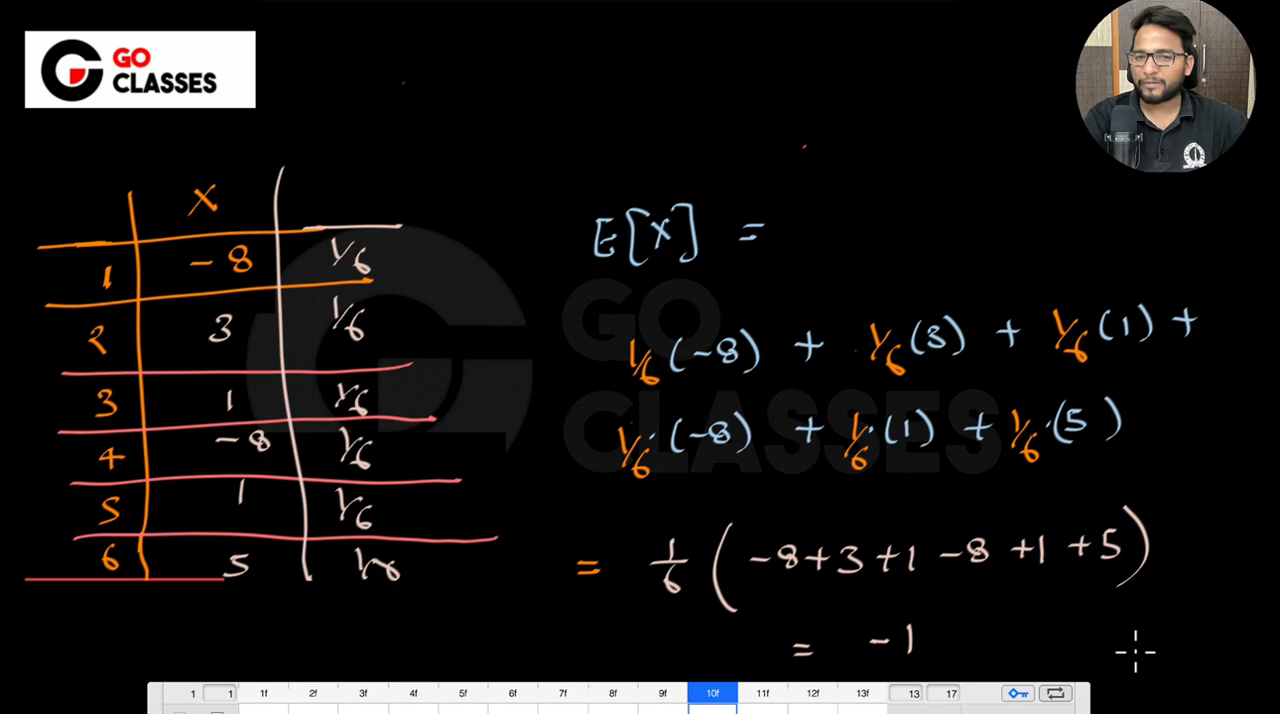 GO
CLASSES
X
1 -8 1/6
2 3 1/6
3 1 1/6
4 -8 1/6
5 1 1/6
6 5 1/6
E[X] =
1/6 (-8) + 1/6 (3) + 1/6 (1) +
1/6 · (-8) + 1/6 · (1) + 1/6 · (5)
= 1/6 ( -8 + 3 + 1 - 8 + 1 + 5 )
= -1
GO
CLASSES
1 1 1f 2f 3f 4f 5f 6f 7f 8f 9f 10f 11f 12f 13f 13 17